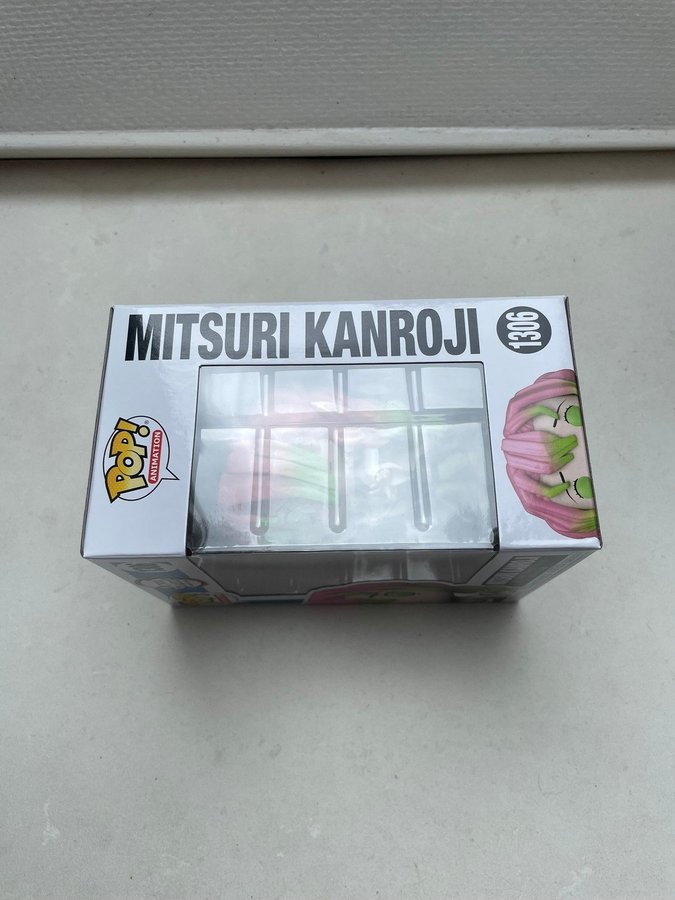 MITSURI KANROJI
1306
POP!
ANIMATION